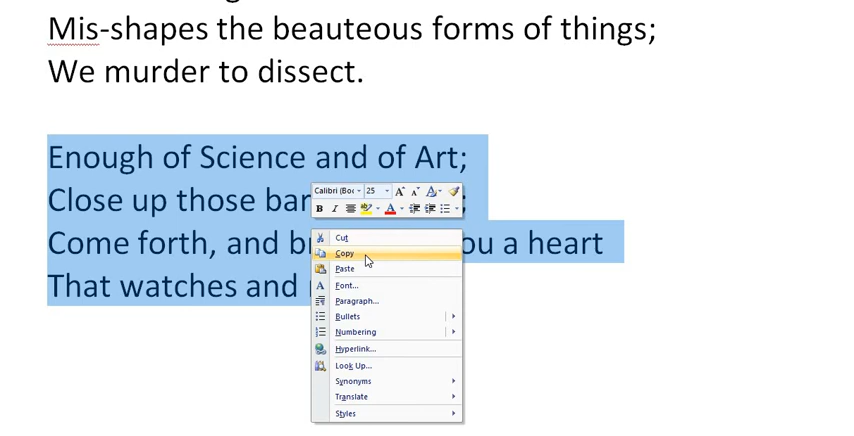 Mis-shapes the beauteous forms of things;
We murder to dissect.
Enough of Science and of Art;
Close up those bar ;
Come forth, and b ou a heart
That watches and
Calibri (Boc 25
B I A
Cut
Copy
Paste
Font...
Paragraph...
Bullets
Numbering
Hyperlink...
Look Up...
Synonyms
Translate
Styles